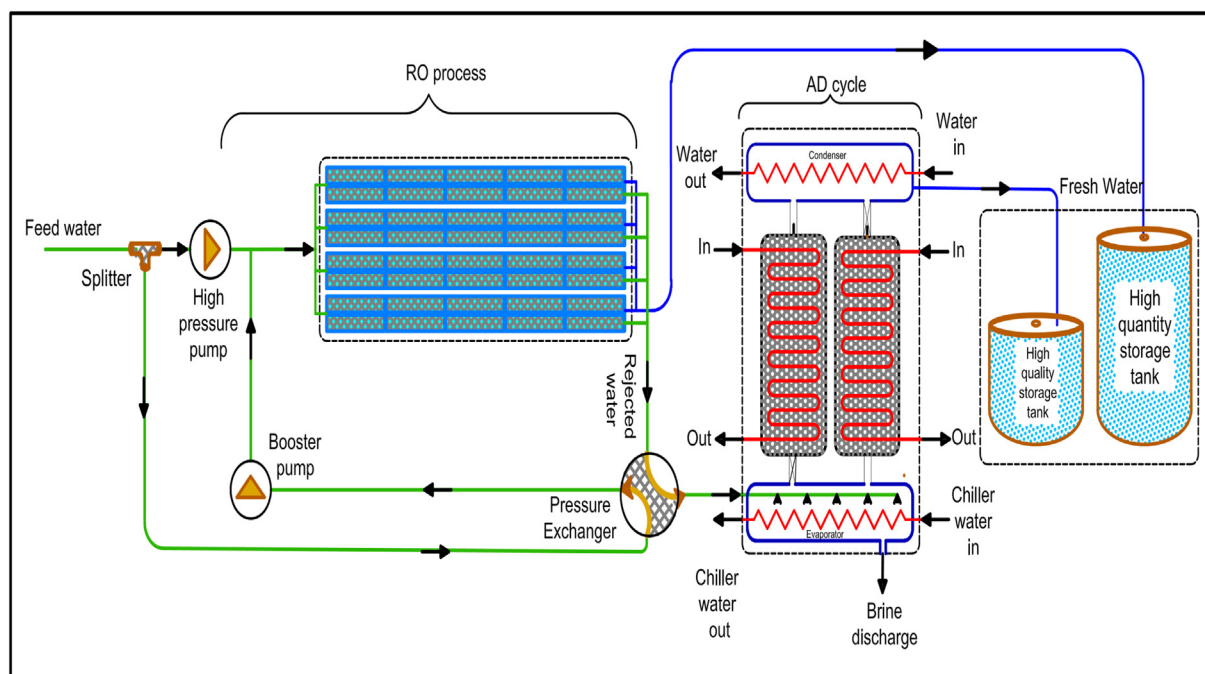 RO process
AD cycle
Water
in
Condenser
Water
out
Fresh Water
Feed water
Splitter
High
pressure
pump
In
In
High
quantity
storage
tank
High
quality
storage
tank
Rejected
water
Out
Out
Booster
pump
Pressure
Exchanger
Chiller
water
in
Evaporator
Chiller
water
out
Brine
discharge